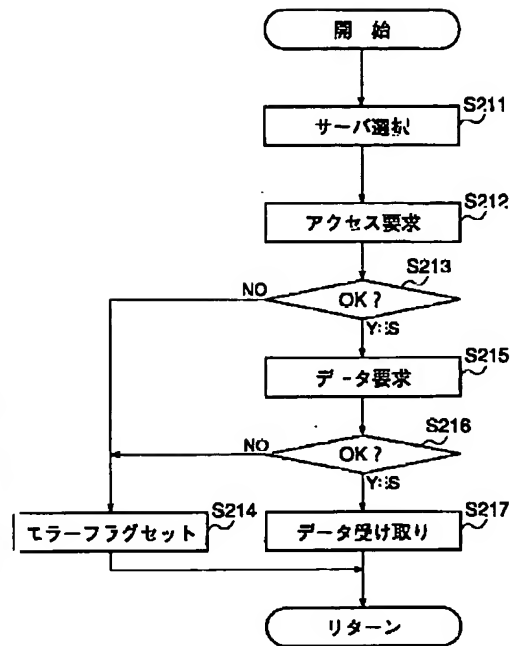 開 始
S211
サーバ選択
S212
アクセス要求
S213
NO
OK?
YES
S215
データ要求
S216
NO
OK?
YES
S214
エラーフラグセット
S217
データ受け取り
リターン